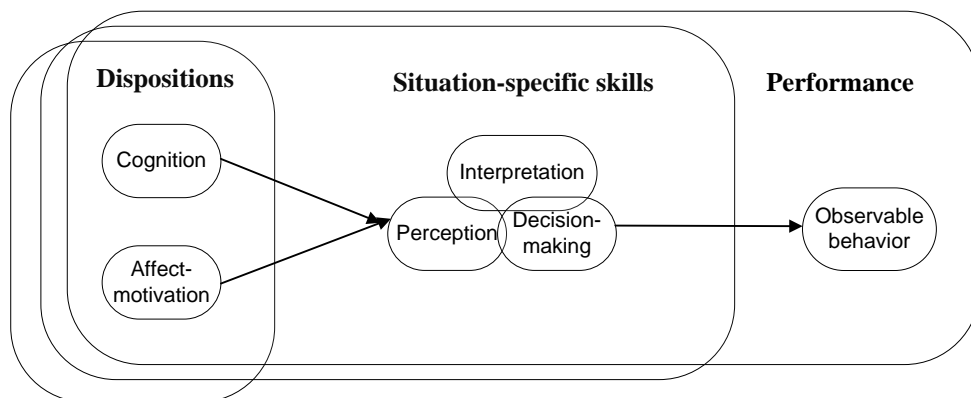 Dispositions
Situation-specific skills
Performance
Cognition
Affect-
motivation
Interpretation
Perception
Decision-
making
Observable
behavior